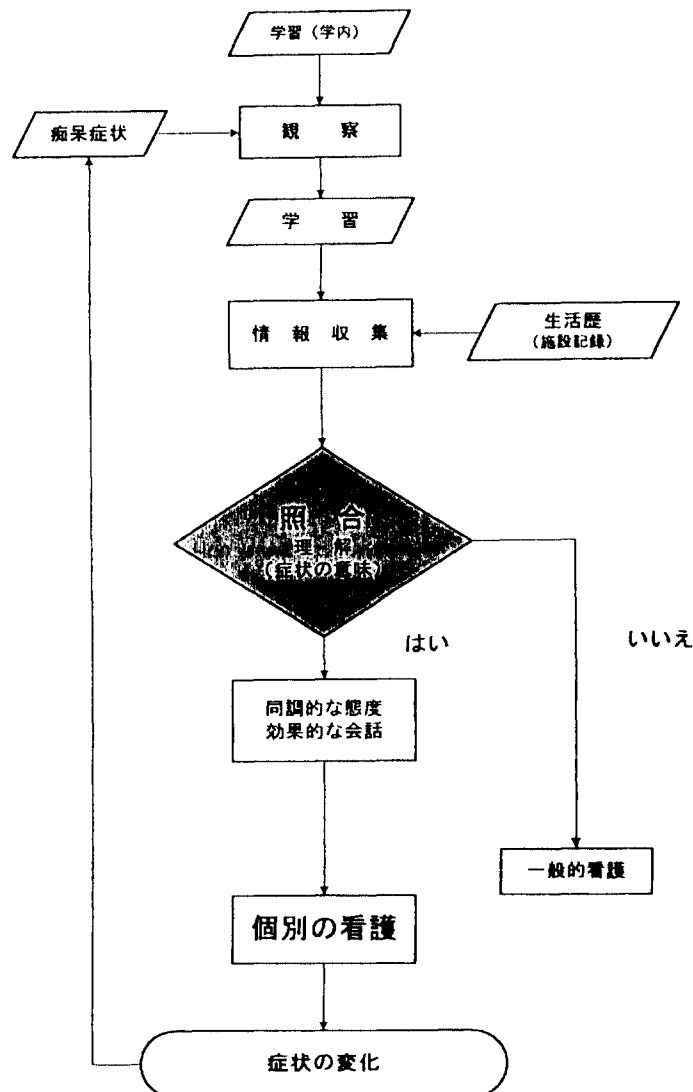 学習（学内）
痴呆症状
観 察
学 習
情 報 収 集
生活歴
（施設記録）
照 合
理 解
（症状の意味）
はい
いいえ
同調的な態度
効果的な会話
一般的看護
個別の看護
症状の変化